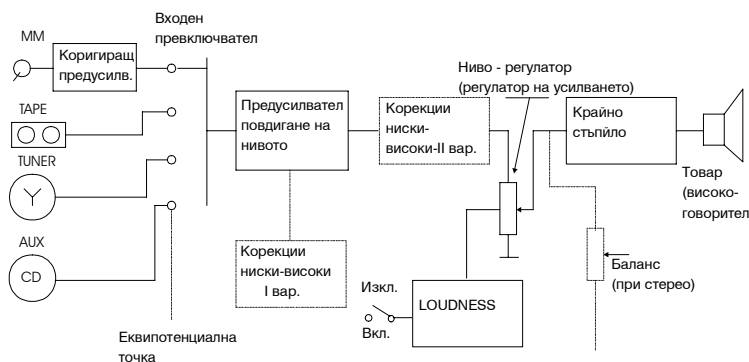 Входен
превключвател
MM
Коригиращ
предусилв.
TAPE
TUNER
AUX
CD
Предусилвател
повдигане на
нивото
Корекции
ниски-
високи-II вар.
Ниво - регулатор
(регулатор на усилването)
Крайно
стъпйло
Товар
(високо-
говорител
Корекции
ниски-високи
I вар.
Изкл.
Вкл.
LOUDNESS
Баланс
(при стерео)
Еквипотенциална
точка